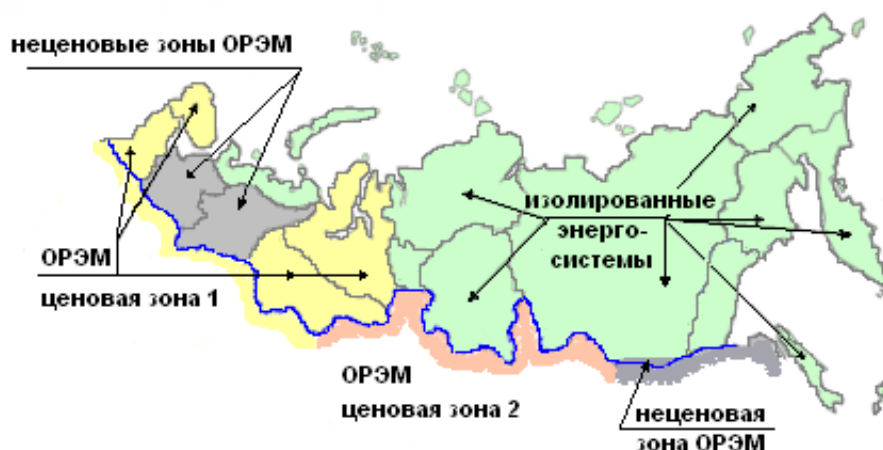 неценовые зоны ОРЭМ
изолированные
энерго-
системы
ОРЭМ
ценовая зона 1
ОРЭМ
ценовая зона 2
неценовая
зона ОРЭМ